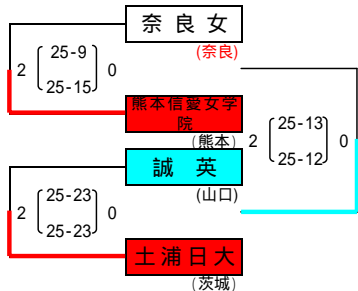 奈良女
(奈良)
2 25-9 0
25-15
熊本信愛女学
院
(熊本)
2 25-13 0
25-12
誠英
(山口)
2 25-23 0
25-23
土浦日大
(茨城)